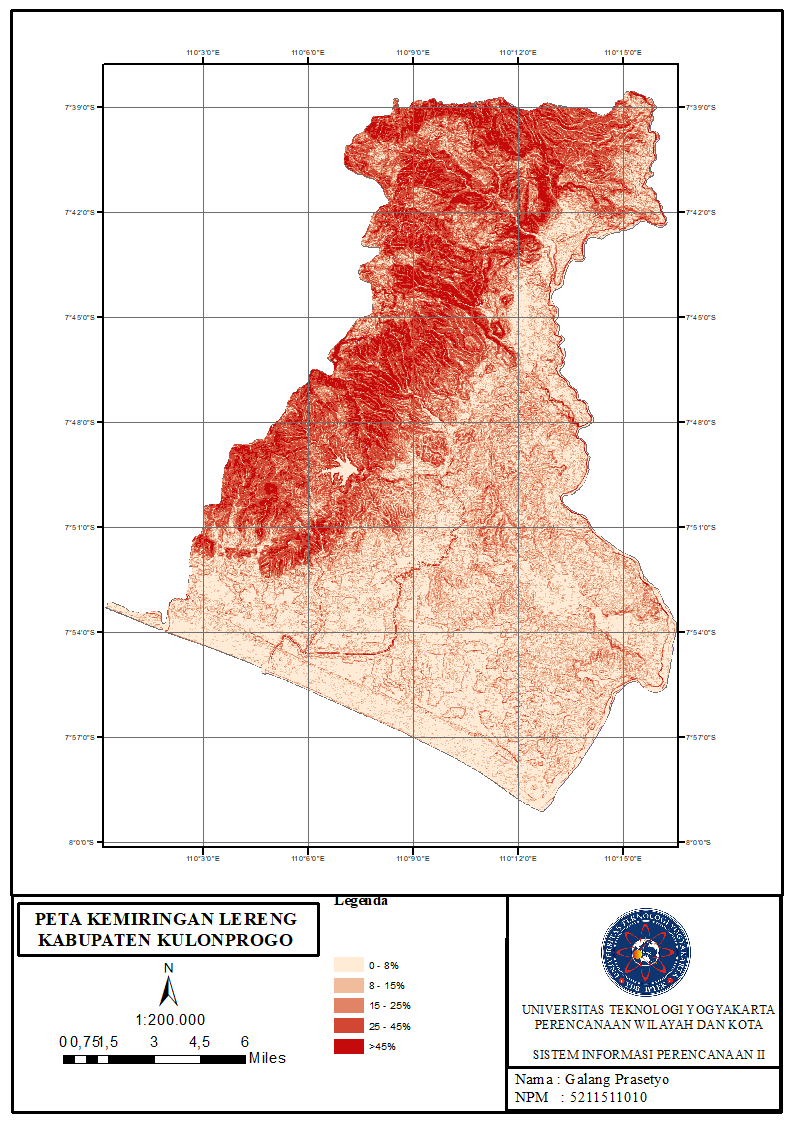 110°3'0"E 110°6'0"E 110°9'0"E 110°12'0"E 110°15'0"E
7°39'0"S 7°39'0"S
7°42'0"S 7°42'0"S
7°45'0"S 7°45'0"S
7°48'0"S 7°48'0"S
7°51'0"S 7°51'0"S
7°54'0"S 7°54'0"S
7°57'0"S 7°57'0"S
8°0'0"S 8°0'0"S
110°3'0"E 110°6'0"E 110°9'0"E 110°12'0"E 110°15'0"E
PETA KEMIRINGAN LERENG
KABUPATEN KULONPROGO
N
1:200.000
0 0,75 1,5 3 4,5 6
Miles
Legenda
0 - 8%
8 - 15%
15 - 25%
25 - 45%
>45%
UNIVERSITAS TEKNOLOGI YOGYAKARTA
UNIVERSITAS TEKNOLOGI YOGYAKARTA
PERENCANAAN WILAYAH DAN KOTA
SISTEM INFORMASI PERENCANAAN II
Nama : Galang Prasetyo
NPM : 5211511010